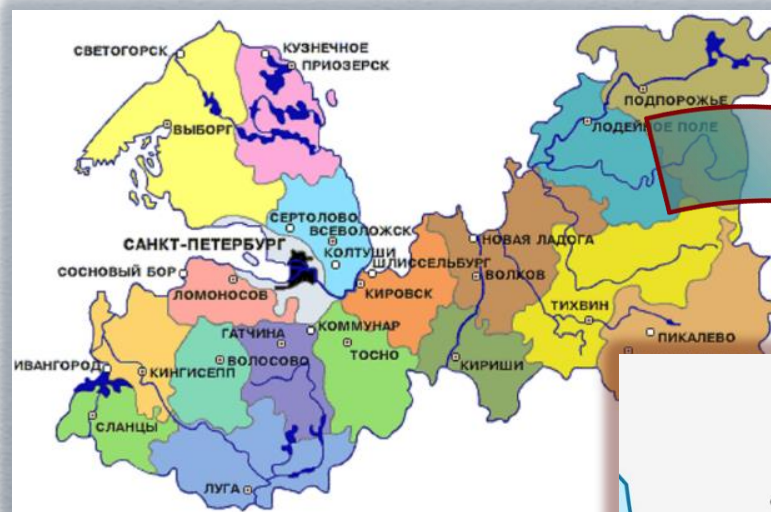 СВЕТОГОРСК
КУЗНЕЧНОЕ
ПРИОЗЕРСК
ВЫБОРГ
ПОДПОРОЖЬЕ
ЛОДЕЙНОЕ ПОЛЕ
СЕРТОЛОВО
ВСЕВОЛОЖСК
САНКТ-ПЕТЕРБУРГ
КОЛТУШИ
НОВАЯ ЛАДОГА
СОСНОВЫЙ БОР
ШЛИССЕЛЬБУРГ
ВОЛХОВ
ЛОМОНОСОВ
КИРОВСК
ТИХВИН
КОММУНАР
ПИКАЛЕВО
ГАТЧИНА
ТОСНО
ИВАНГОРОД
ВОЛОСОВО
КИРИШИ
КИНГИСЕПП
СЛАНЦЫ
ЛУГА